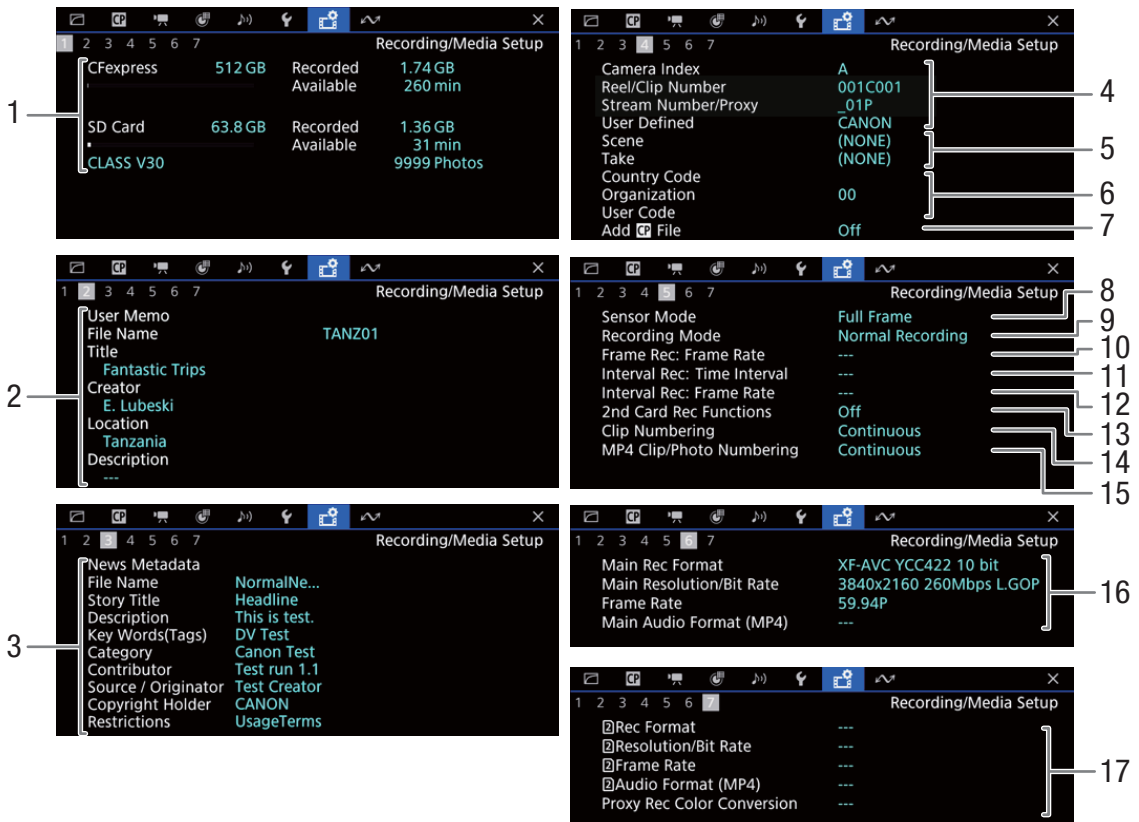 CP
1 2 3 4 5 6 7 Recording/Media Setup
CFexpress 512 GB Recorded 1.74 GB
Available 260 min
SD Card 63.8 GB Recorded 1.36 GB
Available 31 min
CLASS V30 9999 Photos
1
CP
1 2 3 4 5 6 7 Recording/Media Setup
User Memo
File Name TANZ01
Title
Fantastic Trips
Creator
E. Lubeski
Location
Tanzania
Description
---
2
CP
1 2 3 4 5 6 7 Recording/Media Setup
News Metadata
File Name NormalNe...
Story Title Headline
Description This is test.
Key Words(Tags) DV Test
Category Canon Test
Contributor Test run 1.1
Source / Originator Test Creator
Copyright Holder CANON
Restrictions UsageTerms
3
CP
1 2 3 4 5 6 7 Recording/Media Setup
Camera Index A
Reel/Clip Number 001C001
Stream Number/Proxy _01P
User Defined CANON
Scene (NONE)
Take (NONE)
Country Code
Organization 00
User Code
Add CP File Off
4
5
6
7
CP
1 2 3 4 5 6 7 Recording/Media Setup
Sensor Mode Full Frame
Recording Mode Normal Recording
Frame Rec: Frame Rate ---
Interval Rec: Time Interval ---
Interval Rec: Frame Rate ---
2nd Card Rec Functions Off
Clip Numbering Continuous
MP4 Clip/Photo Numbering Continuous
8
9
10
11
12
13
14
15
CP
1 2 3 4 5 6 7 Recording/Media Setup
Main Rec Format XF-AVC YCC422 10 bit
Main Resolution/Bit Rate 3840x2160 260Mbps L.GOP
Frame Rate 59.94P
Main Audio Format (MP4) ---
16
CP
1 2 3 4 5 6 7 Recording/Media Setup
2 Rec Format ---
2 Resolution/Bit Rate ---
2 Frame Rate ---
2 Audio Format (MP4) ---
Proxy Rec Color Conversion ---
17